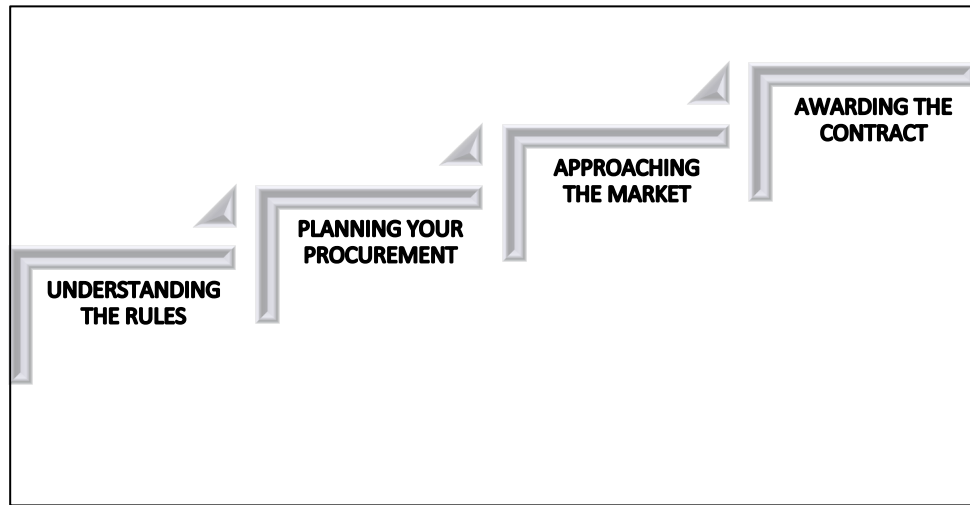 UNDERSTANDING
THE RULES
PLANNING YOUR
PROCUREMENT
APPROACHING
THE MARKET
AWARDING THE
CONTRACT